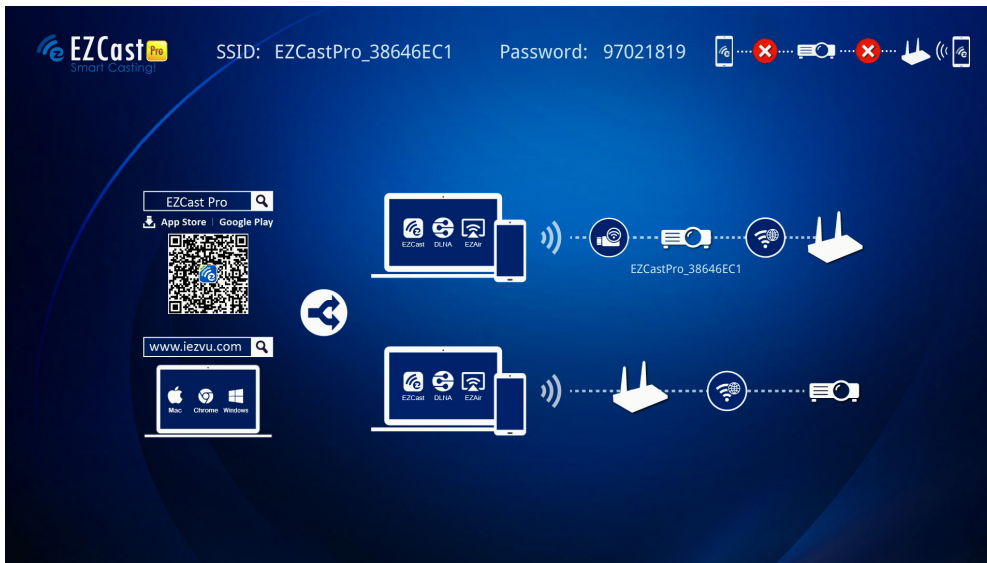 EZCast Pro
Smart Casting!
SSID: EZCastPro_38646EC1 Password: 97021819
EZCast Pro
App Store | Google Play
www.iezvu.com
Mac Chrome Windows
EZCast DLNA EZAir
EZCastPro_38646EC1
EZCast DLNA EZAir